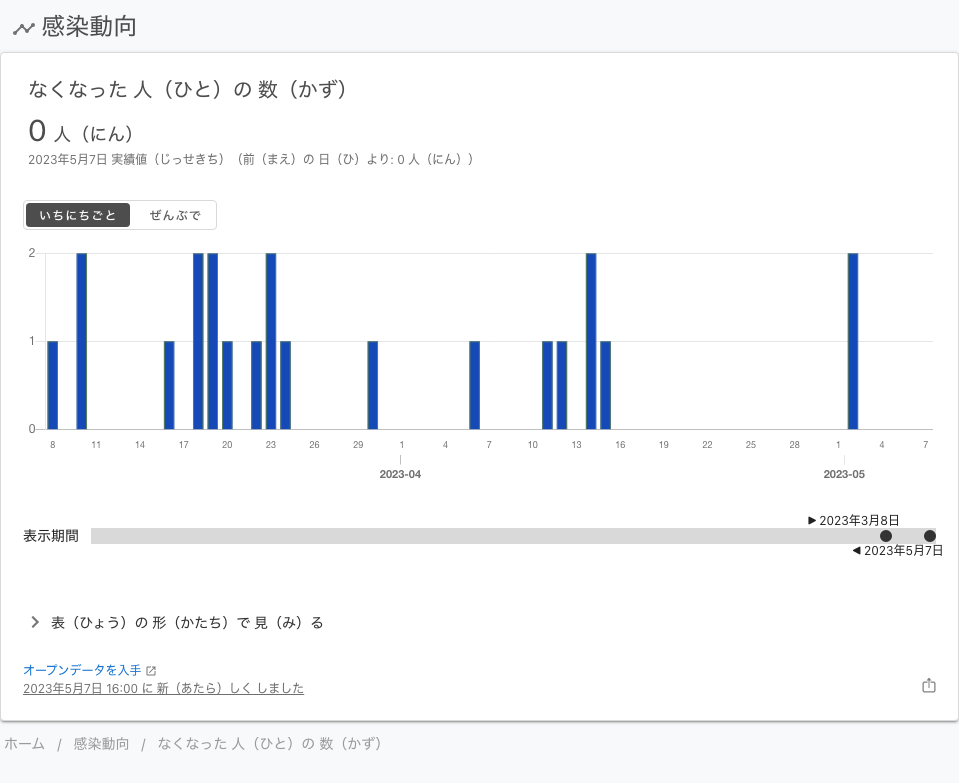 感染動向
なくなった 人（ひと）の 数（かず）
0 人（にん）
2023年5月7日 実績値（じっせきち）（前（まえ）の 日（ひ）より: 0 人（にん））
いちにちごと ぜんぶで
2
1
0
8 11 14 17 20 23 26 29 1 4 7 10 13 16 19 22 25 28 1 4 7
2023-04 2023-05
▶ 2023年3月8日
表示期間
◀ 2023年5月7日
表（ひょう）の 形（かたち）で 見（み）る
オープンデータを入手
2023年5月7日 16:00 に 新（あたら）しく しました
ホーム / 感染動向 / なくなった 人（ひと）の 数（かず）